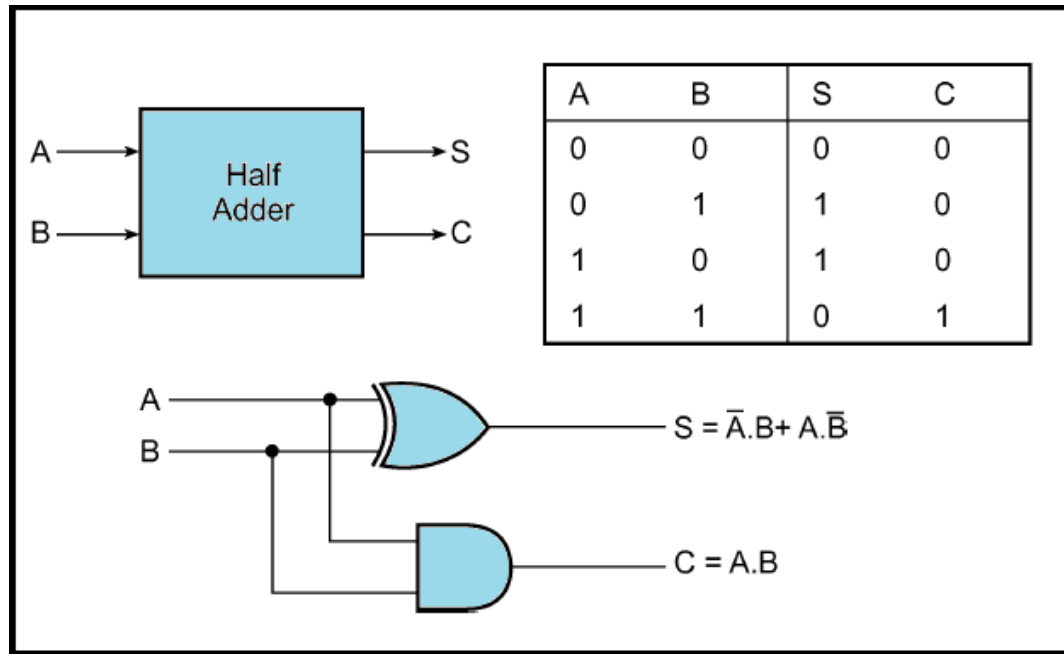 A
B
Half
Adder
S
C
A B S C
0 0 0 0
0 1 1 0
1 0 1 0
1 1 0 1
A
B
S = A̅.B+ A.B̅
C = A.B